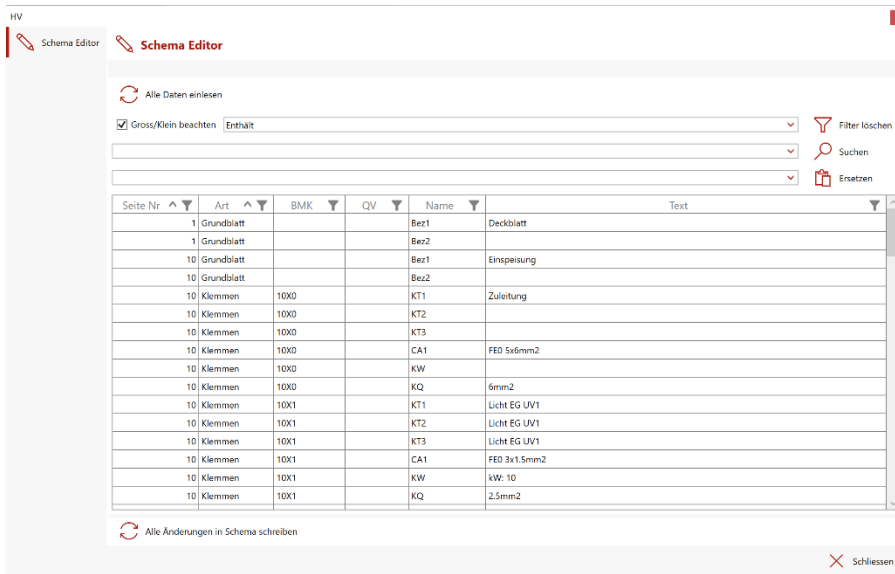 HV
Schema Editor
Schema Editor
Alle Daten einlesen
Gross/Klein beachten Enthält Filter löschen
Suchen
Ersetzen
Seite Nr Art BMK QV Name Text
1 Grundblatt Bez1 Deckblatt
1 Grundblatt Bez2
10 Grundblatt Bez1 Einspeisung
10 Grundblatt Bez2
10 Klemmen 10X0 KT1 Zuleitung
10 Klemmen 10X0 KT2
10 Klemmen 10X0 KT3
10 Klemmen 10X0 CA1 FE0 5x6mm2
10 Klemmen 10X0 KW
10 Klemmen 10X0 KQ 6mm2
10 Klemmen 10X1 KT1 Licht EG UV1
10 Klemmen 10X1 KT2 Licht EG UV1
10 Klemmen 10X1 KT3 Licht EG UV1
10 Klemmen 10X1 CA1 FE0 3x1.5mm2
10 Klemmen 10X1 KW kW: 10
10 Klemmen 10X1 KQ 2.5mm2
Alle Änderungen in Schema schreiben
Schliessen